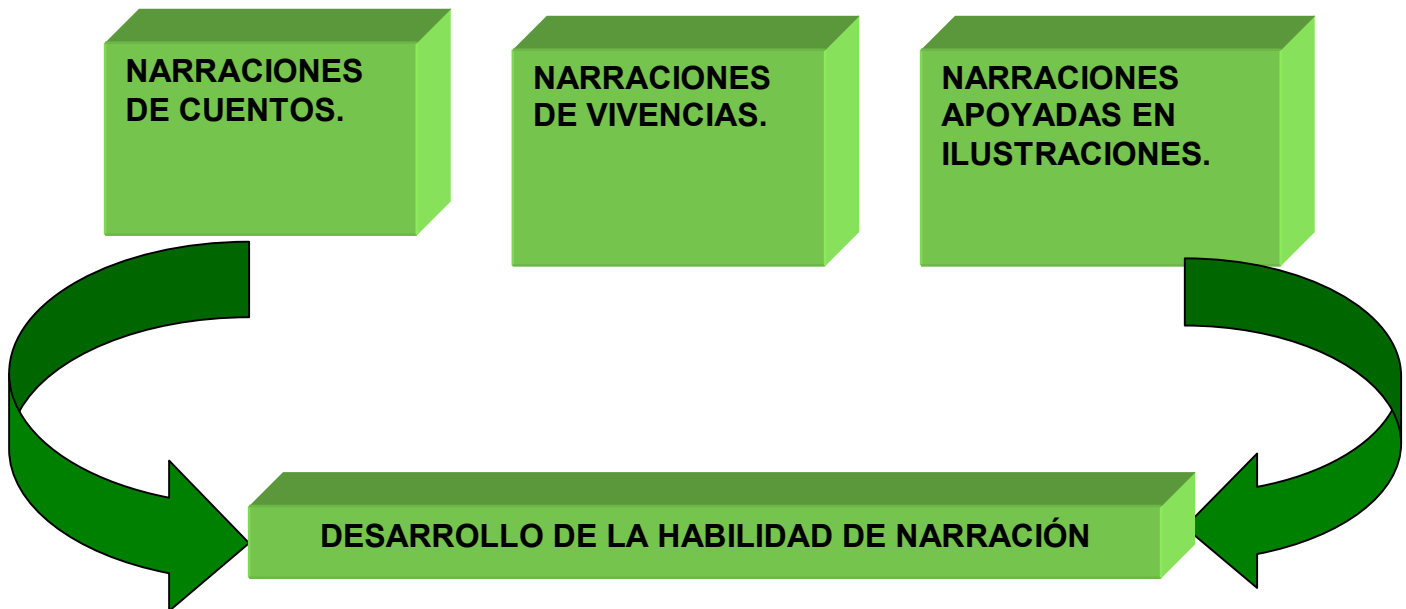 NARRACIONES
DE CUENTOS.
NARRACIONES
DE VIVENCIAS.
NARRACIONES
APOYADAS EN
ILUSTRACIONES.
DESARROLLO DE LA HABILIDAD DE NARRACIÓN